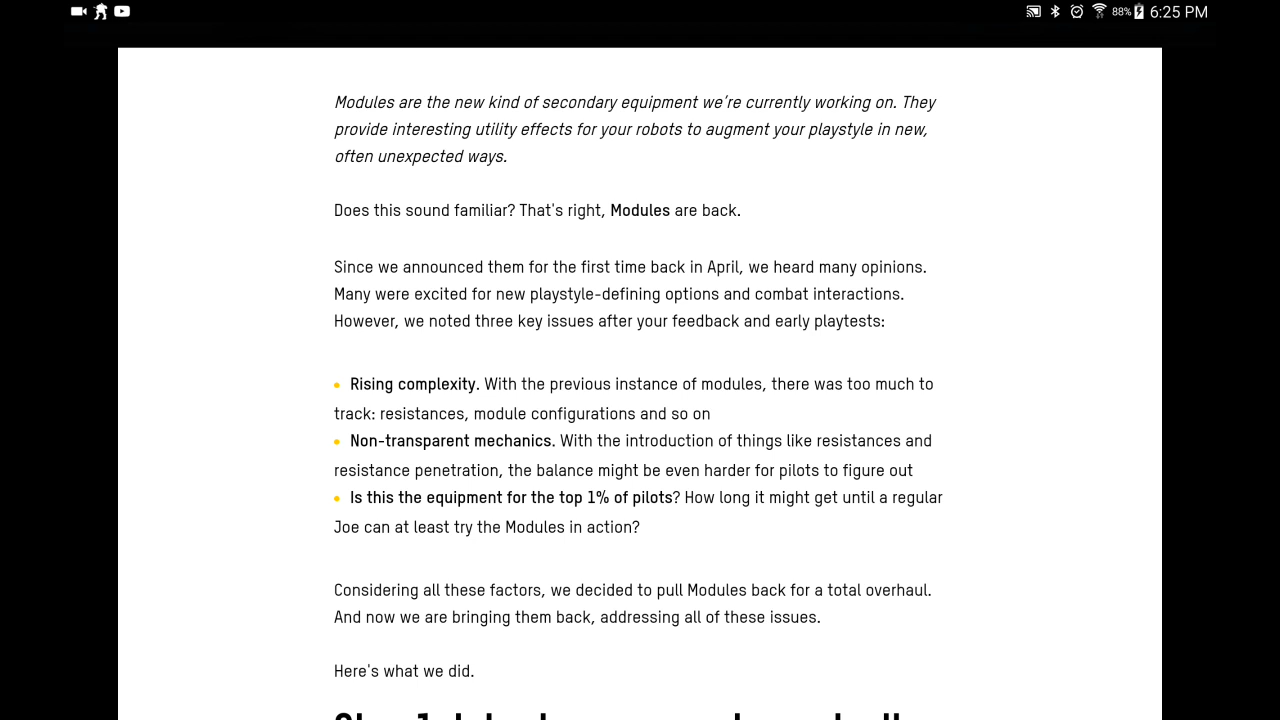 88% 6:25 PM
Modules are the new kind of secondary equipment we're currently working on. They
provide interesting utility effects for your robots to augment your playstyle in new,
often unexpected ways.
Does this sound familiar? That's right, Modules are back.
Since we announced them for the first time back in April, we heard many opinions.
Many were excited for new playstyle-defining options and combat interactions.
However, we noted three key issues after your feedback and early playtests:
• Rising complexity. With the previous instance of modules, there was too much to
track: resistances, module configurations and so on
• Non-transparent mechanics. With the introduction of things like resistances and
resistance penetration, the balance might be even harder for pilots to figure out
• Is this the equipment for the top 1% of pilots? How long it might get until a regular
Joe can at least try the Modules in action?
Considering all these factors, we decided to pull Modules back for a total overhaul.
And now we are bringing them back, addressing all of these issues.
Here's what we did.